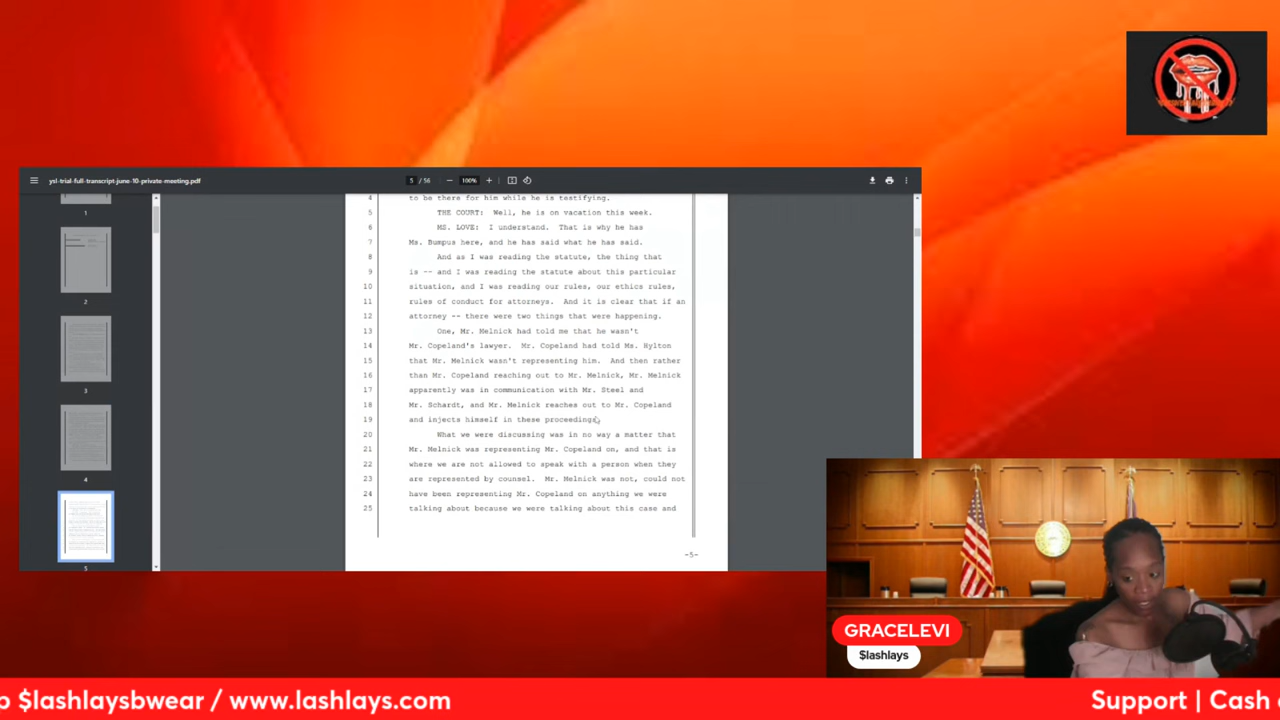 ysl-trial-full-transcript-june-10-private-meeting.pdf
5 / 56
100%
1
2
3
4
5
4 to be there for him while he is testifying.
5 THE COURT: Well, he is on vacation this week.
6 MS. LOVE: I understand. That is why he has
7 Ms. Bumpus here, and he has said what he has said.
8 And as I was reading the statute, the thing that
9 is -- and I was reading the statute about this particular
10 situation, and I was reading our rules, our ethics rules,
11 rules of conduct for attorneys. And it is clear that if an
12 attorney -- there were two things that were happening.
13 One, Mr. Melnick had told me that he wasn't
14 Mr. Copeland's lawyer. Mr. Copeland had told Ms. Hylton
15 that Mr. Melnick wasn't representing him. And then rather
16 than Mr. Copeland reaching out to Mr. Melnick, Mr. Melnick
17 apparently was in communication with Mr. Steel and
18 Mr. Schardt, and Mr. Melnick reaches out to Mr. Copeland
19 and injects himself in these proceedings.
20 What we were discussing was in no way a matter that
21 Mr. Melnick was representing Mr. Copeland on, and that is
22 where we are not allowed to speak with a person when they
23 are represented by counsel. Mr. Melnick was not, could not
24 have been representing Mr. Copeland on anything we were
25 talking about because we were talking about this case and
-5-
GRACELEVI
$lashlays
p $lashlaysbwear / www.lashlays.com
Support | Cash